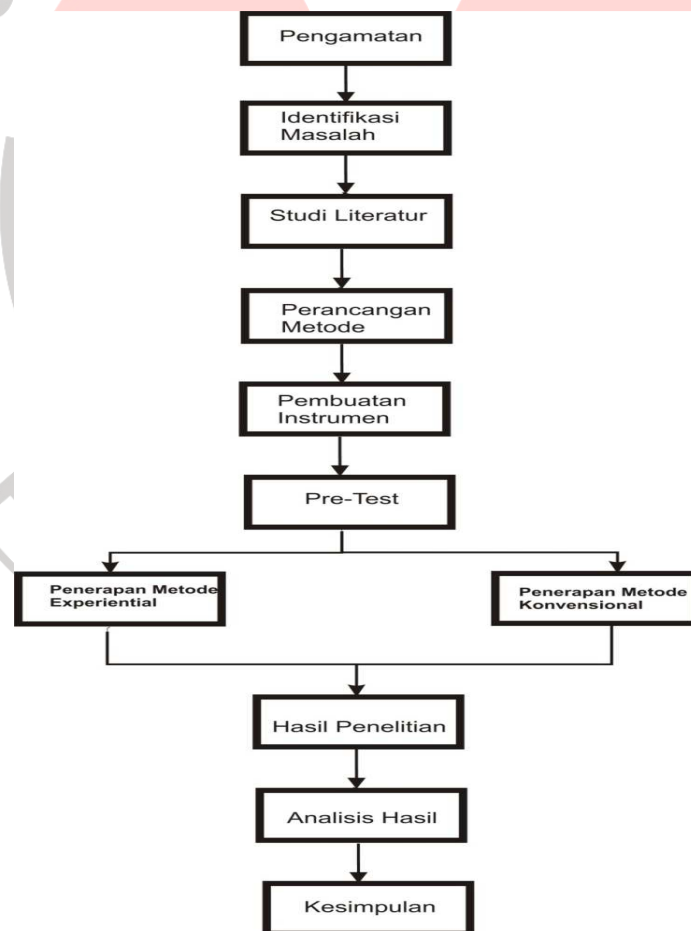 Pengamatan
Identifikasi
Masalah
Studi Literatur
Perancangan
Metode
Pembuatan
Instrumen
Pre-Test
Penerapan Metode
Experiential
Penerapan Metode
Konvensional
Hasil Penelitian
Analisis Hasil
Kesimpulan